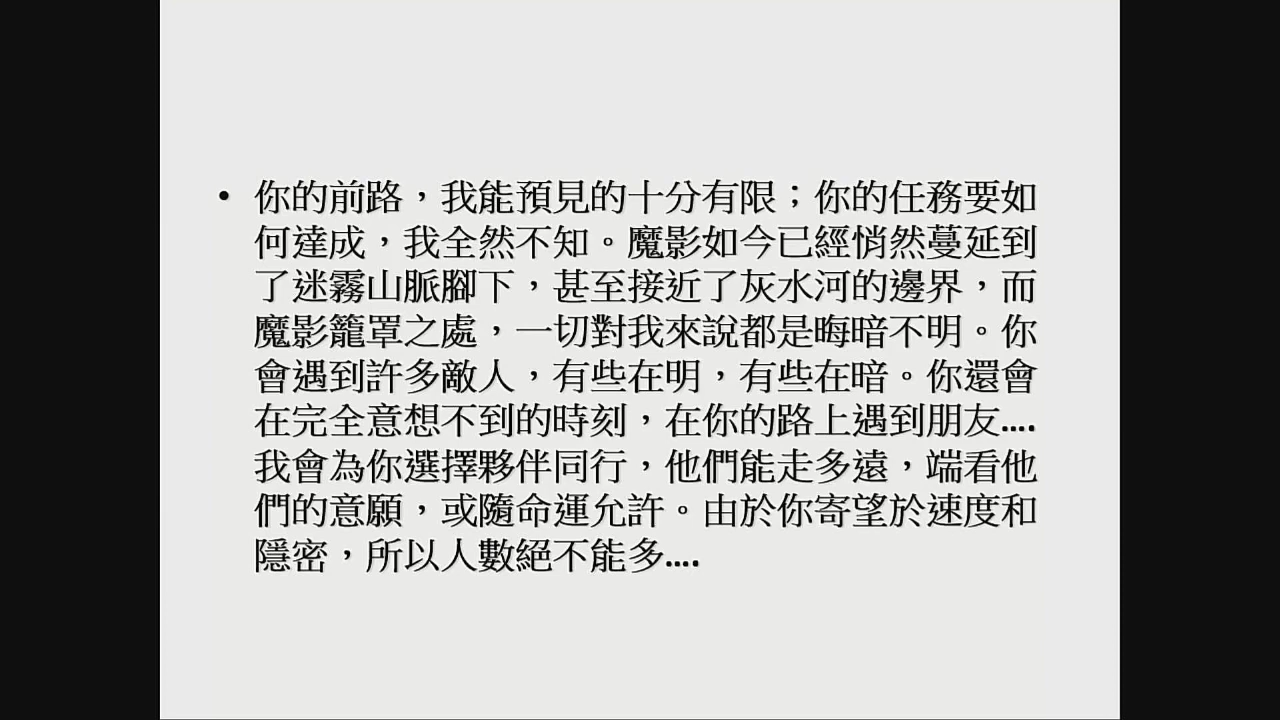 • 你的前路，我能預見的十分有限；你的任務要如
何達成，我全然不知。魔影如今已經悄然蔓延到
了迷霧山脈腳下，甚至接近了灰水河的邊界，而
魔影籠罩之處，一切對我來說都是晦暗不明。你
會遇到許多敵人，有些在明，有些在暗。你還會
在完全意想不到的時刻，在你的路上遇到朋友....
我會為你選擇夥伴同行，他們能走多遠，端看他
們的意願，或隨命運允許。由於你寄望於速度和
隱密，所以人數絕不能多....